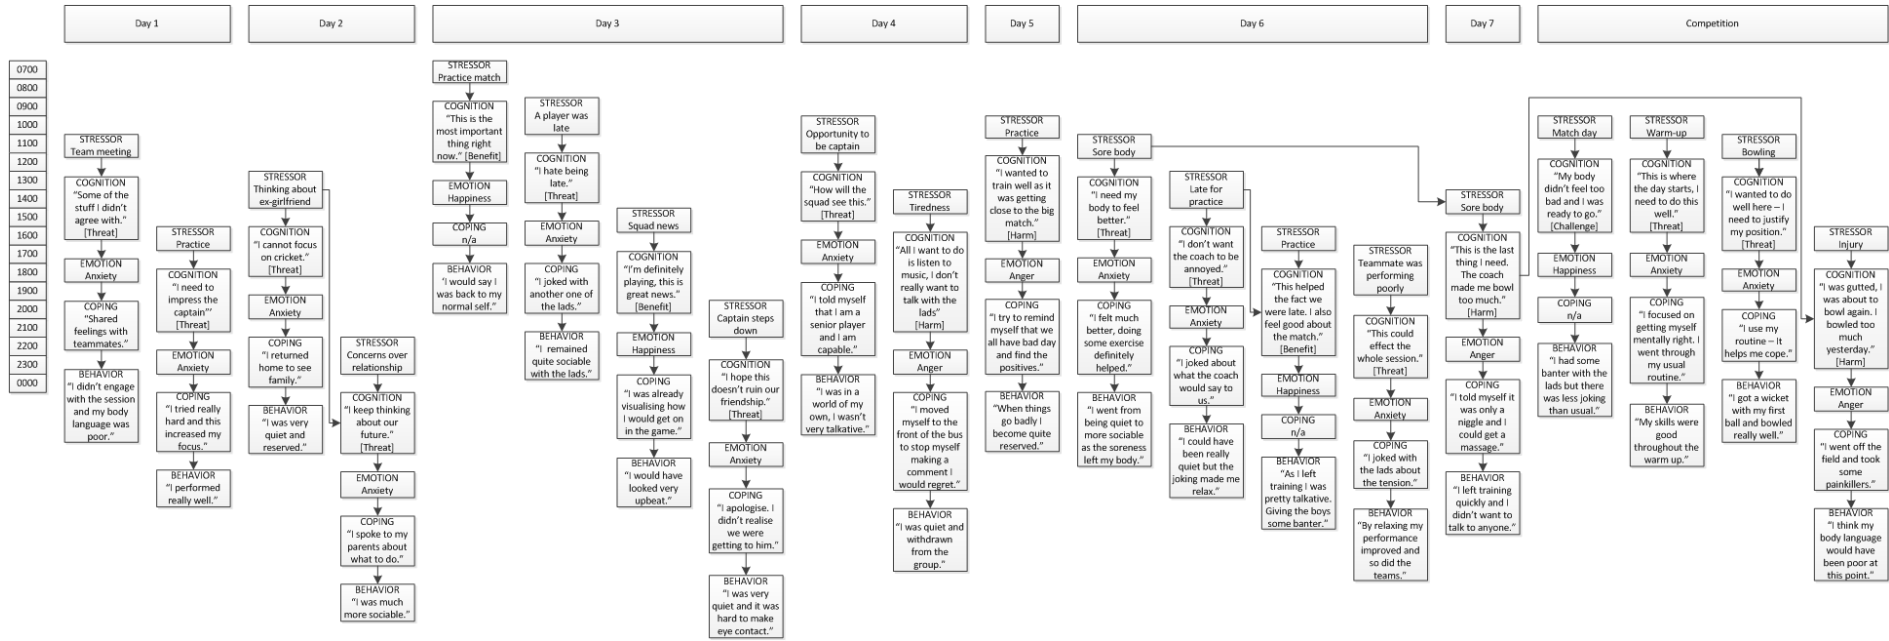 Day 1
Day 2
Day 3
Day 4
Day 5
Day 6
Day 7
Competition
0700
0800
0900
1000
1100
1200
1300
1400
1500
1600
1700
1800
1900
2000
2100
2200
2300
0000
STRESSOR
Team meeting
COGNITION
“Some of the
stuff I didn’t
agree with.”
[Threat]
EMOTION
Anxiety
COPING
“Shared
feelings with
teammates.”
BEHAVIOR
“I didn’t engage
with the session
and my body
language was
poor.”
STRESSOR
Practice
COGNITION
“I need to
impress the
captain”’
[Threat]
EMOTION
Anxiety
COPING
“I tried really
hard and this
increased my
focus.”
BEHAVIOR
“I performed
really well.”
STRESSOR
Thinking about
ex-girlfriend
COGNITION
“I cannot focus
on cricket.”
[Threat]
EMOTION
Anxiety
COPING
“I returned
home to see
family.”
BEHAVIOR
“I was very
quiet and
reserved.”
STRESSOR
Concerns over
relationship
COGNITION
“I keep thinking
about our
future.”
[Threat]
EMOTION
Anxiety
COPING
“I spoke to my
parents about
what to do.”
BEHAVIOR
“I was much
more sociable.”
STRESSOR
Practice match
COGNITION
“This is the
most important
thing right
now.” [Benefit]
EMOTION
Happiness
COPING
n/a
BEHAVIOR
“I would say I
was back to my
normal self.”
STRESSOR
A player was
late
COGNITION
“I hate being
late.”
[Threat]
EMOTION
Anxiety
COPING
“I joked with
another one of
the lads.”
BEHAVIOR
“I remained
quite sociable
with the lads.”
STRESSOR
Squad news
COGNITION
“I’m definitely
playing, this is
great news.”
[Benefit]
EMOTION
Happiness
COPING
“I was already
visualising how
I would get on
in the game.”
BEHAVIOR
“I would have
looked very
upbeat.”
STRESSOR
Captain steps
down
COGNITION
“I hope this
doesn’t ruin our
friendship.”
[Threat]
EMOTION
Anxiety
COPING
“I apologise. I
didn’t realise
we were
getting to him.”
BEHAVIOR
“I was very
quiet and it was
hard to make
eye contact.”
STRESSOR
Opportunity to
be captain
COGNITION
“How will the
squad see this.”
[Threat]
EMOTION
Anxiety
COPING
“I told myself
that I am a
senior player
and I am
capable.”
BEHAVIOR
“I was in a
world of my
own, I wasn’t
very talkative.”
STRESSOR
Tiredness
COGNITION
“All I want to do
is listen to
music, I don’t
really want to
talk with the
lads”
[Harm]
EMOTION
Anger
COPING
“I moved
myself to the
front of the bus
to stop myself
making a
comment I
would regret.”
BEHAVIOR
“I was quiet and
withdrawn
from the
group.”
STRESSOR
Practice
COGNITION
“I wanted to
train well as it
was getting
close to the big
match.”
[Harm]
EMOTION
Anger
COPING
“I try to remind
myself that we
all have bad day
and find the
positives.”
BEHAVIOR
“When things
go badly I
become quite
reserved.”
STRESSOR
Sore body
COGNITION
“I need my
body to feel
better.”
[Threat]
EMOTION
Anxiety
COPING
“I felt much
better, doing
some exercise
definitely
helped.”
BEHAVIOR
“I went from
being quiet to
more sociable
as the soreness
left my body.”
STRESSOR
Late for
practice
COGNITION
“I don’t want
the coach to be
annoyed.”
[Threat]
EMOTION
Anxiety
COPING
“I joked about
what the coach
would say to
us.”
BEHAVIOR
“I could have
been really
quiet but the
joking made me
relax.”
STRESSOR
Practice
COGNITION
“This helped
the fact we
were late. I also
feel good about
the match.”
[Benefit]
EMOTION
Happiness
COPING
n/a
BEHAVIOR
“As I left
training I was
pretty talkative.
Giving the boys
some banter.”
STRESSOR
Teammate was
performing
poorly
COGNITION
“This could
effect the
whole session.”
[Threat]
EMOTION
Anxiety
COPING
“I joked with
the lads about
the tension.”
BEHAVIOR
“By relaxing my
performance
improved and
so did the
teams.”
STRESSOR
Sore body
COGNITION
“This is the last
thing I need.
The coach
made me bowl
too much.”
[Harm]
EMOTION
Anger
COPING
“I told myself it
was only a
niggle and I
could get a
massage.”
BEHAVIOR
“I left training
quickly and I
didn’t want to
talk to anyone.”
STRESSOR
Match day
COGNITION
“My body
didn’t feel too
bad and I was
ready to go.”
[Challenge]
EMOTION
Happiness
COPING
n/a
BEHAVIOR
“I had some
banter with the
lads but there
was less joking
than usual.”
STRESSOR
Warm-up
COGNITION
“This is where
the day starts, I
need to do this
well.”
[Threat]
EMOTION
Anxiety
COPING
“I focused on
getting myself
mentally right. I
went through
my usual
routine.”
BEHAVIOR
“My skills were
good
throughout the
warm up.”
STRESSOR
Bowling
COGNITION
“I wanted to do
well here – I
need to justify
my position.”
[Threat]
EMOTION
Anxiety
COPING
“I use my
routine – It
helps me cope.”
BEHAVIOR
“I got a wicket
with my first
ball and bowled
really well.”
STRESSOR
Injury
COGNITION
“I was gutted, I
was about to
bowl again. I
bowled too
much
yesterday.”
[Harm]
EMOTION
Anger
COPING
“I went off the
field and took
some
painkillers.”
BEHAVIOR
“I think my
body language
would have
been poor at
this point.”